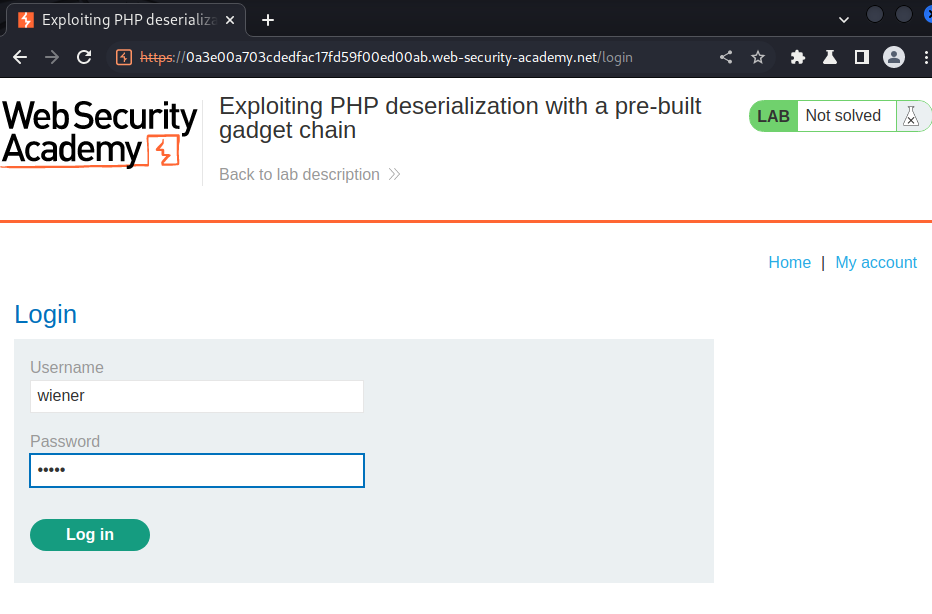 Exploiting PHP deserializa
https://0a3e00a703cdedfac17fd59f00ed00ab.web-security-academy.net/login
Web Security
Academy
Exploiting PHP deserialization with a pre-built
gadget chain
Back to lab description
LAB Not solved
Home | My account
Login
Username
wiener
Password
•••••
Log in